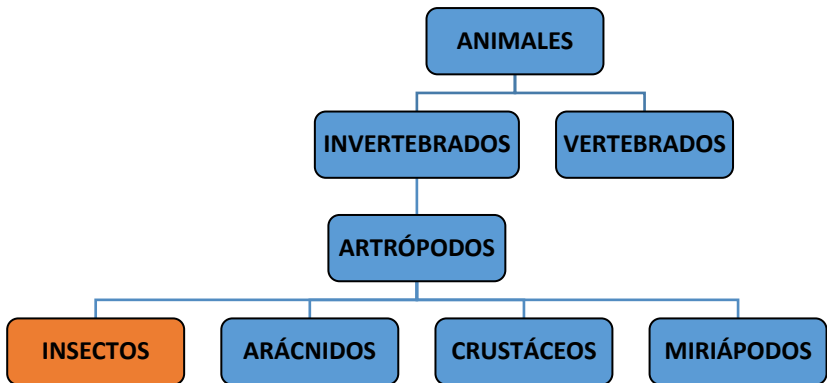 ANIMALES
INVERTEBRADOS
VERTEBRADOS
ARTRÓPODOS
INSECTOS
ARÁCNIDOS
CRUSTÁCEOS
MIRIÁPODOS